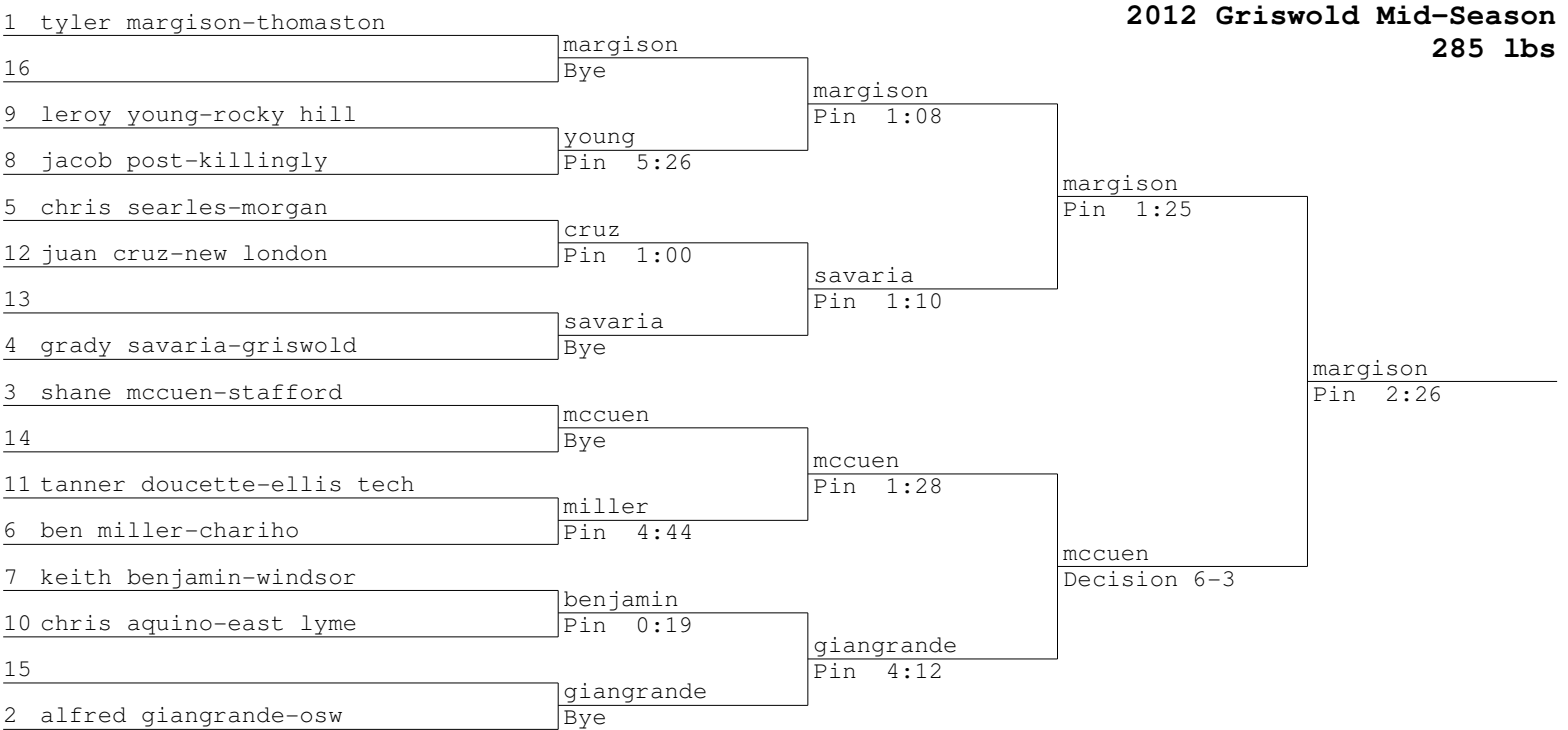 2012 Griswold Mid-Season
285 lbs
1 tyler margison-thomaston
16
9 leroy young-rocky hill
8 jacob post-killingly
5 chris searles-morgan
12 juan cruz-new london
13
4 grady savaria-griswold
3 shane mccuen-stafford
14
11 tanner doucette-ellis tech
6 ben miller-chariho
7 keith benjamin-windsor
10 chris aquino-east lyme
15
2 alfred giangrande-osw
margison
Bye
young
Pin 5:26
cruz
Pin 1:00
savaria
Bye
mccuen
Bye
miller
Pin 4:44
benjamin
Pin 0:19
giangrande
Bye
margison
Pin 1:08
savaria
Pin 1:10
mccuen
Pin 1:28
giangrande
Pin 4:12
margison
Pin 1:25
mccuen
Decision 6-3
margison
Pin 2:26